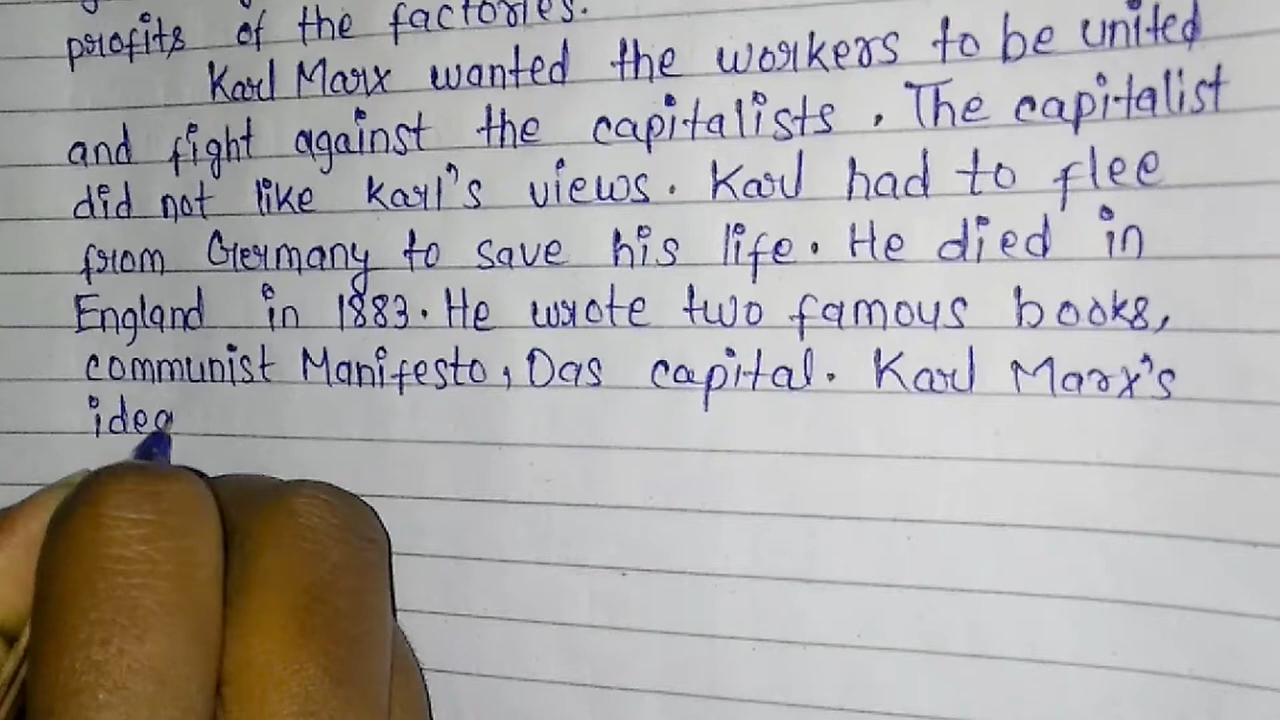 profits of the factories.
Karl Marx wanted the workers to be united
and fight against the capitalists. The capitalist
did not like Karl's views. Karl had to flee
from Germany to save his life. He died in
England in 1883. He wrote two famous books,
communist Manifesto, Das capital. Karl Marx's
idea